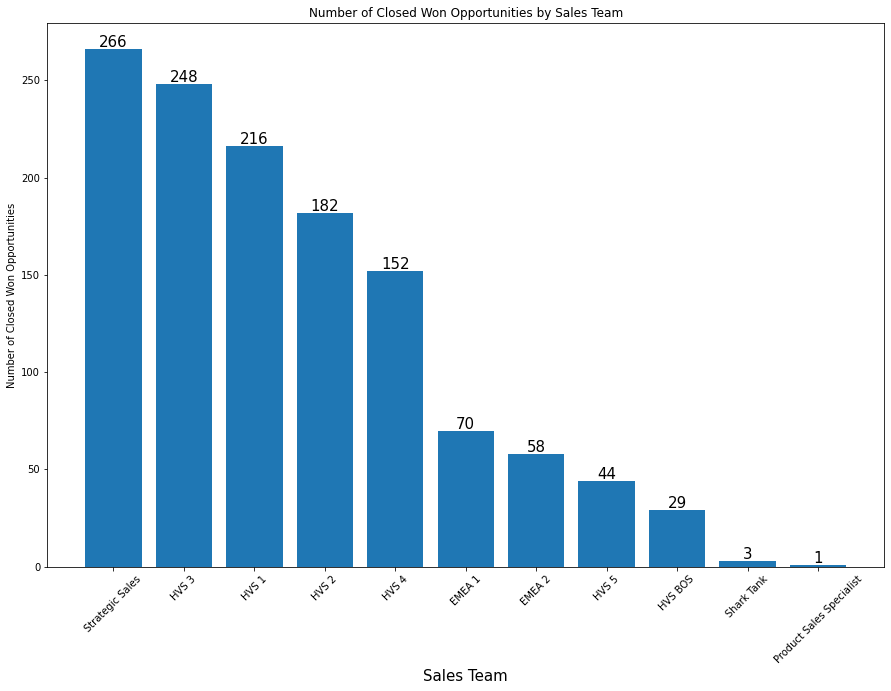 Number of Closed Won Opportunities by Sales Team
Number of Closed Won Opportunities
250
200
150
100
50
0
266
248
216
182
152
70
58
44
29
3
1
Strategic Sales
HVS 3
HVS 1
HVS 2
HVS 4
EMEA 1
EMEA 2
HVS 5
HVS BOS
Shark Tank
Product Sales Specialist
Sales Team